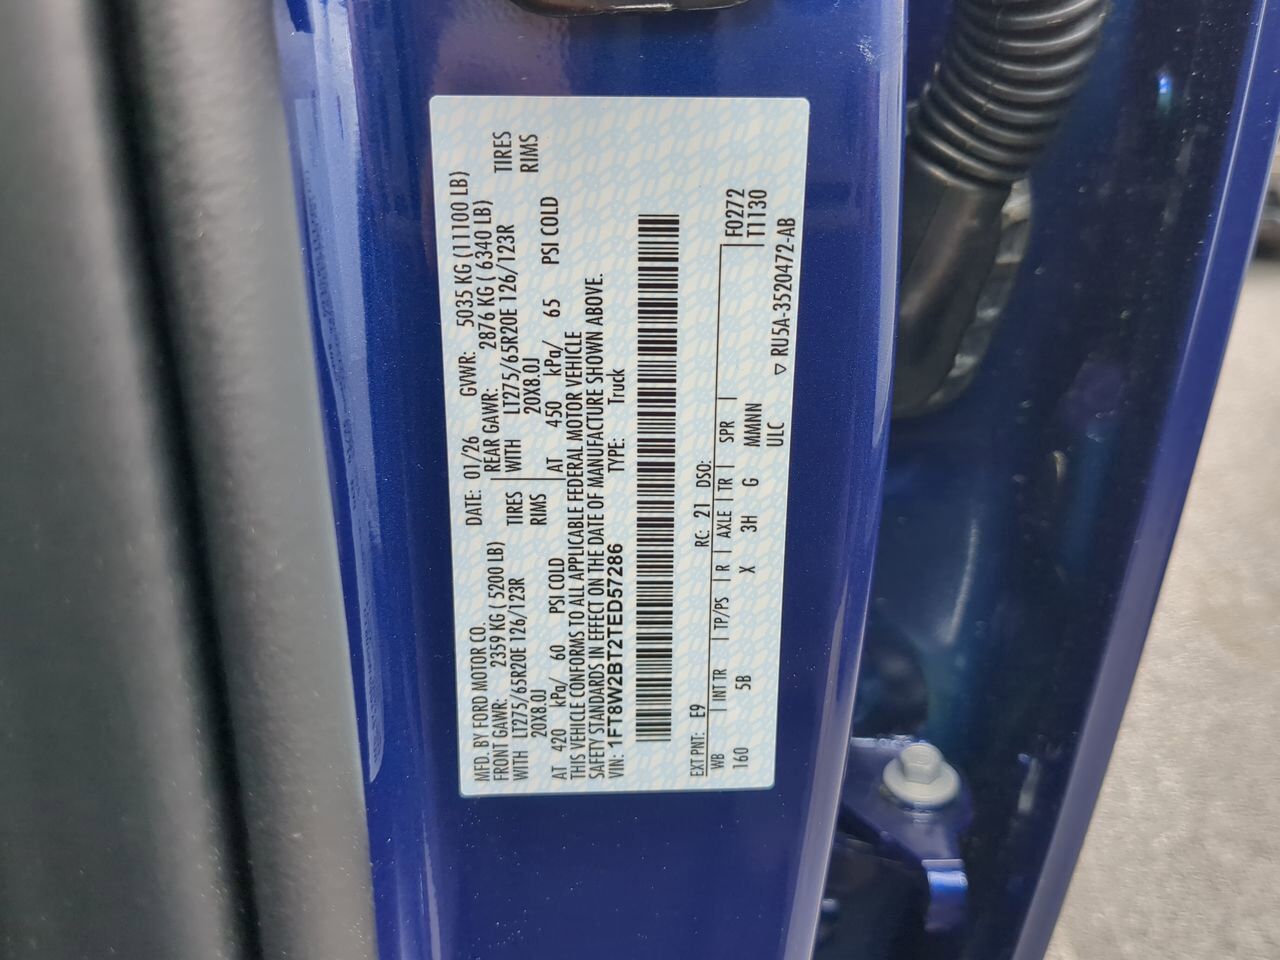 MFD. BY FORD MOTOR CO. DATE: 01/26 GVWR: 5035 KG (11100 LB)
FRONT GAWR: 2359 KG ( 5200 LB) REAR GAWR: 2876 KG ( 6340 LB)
WITH LT275/65R20E 126/123R TIRES WITH LT275/65R20E 126/123R TIRES
20X8.0J RIMS 20X8.0J RIMS
AT 420 kPa/ 60 PSI COLD AT 450 kPa/ 65 PSI COLD
THIS VEHICLE CONFORMS TO ALL APPLICABLE FEDERAL MOTOR VEHICLE
SAFETY STANDARDS IN EFFECT ON THE DATE OF MANUFACTURE SHOWN ABOVE.
VIN: 1FT8W2BT2TED57286 TYPE: Truck
EXT PNT: E9 RC: 21 DSO: F0272
WB | INT TR | TP/PS | R | AXLE | TR | SPR | T1130
160 5B X 3H G MMMNN
ULC
▽ RU5A-3520472-AB